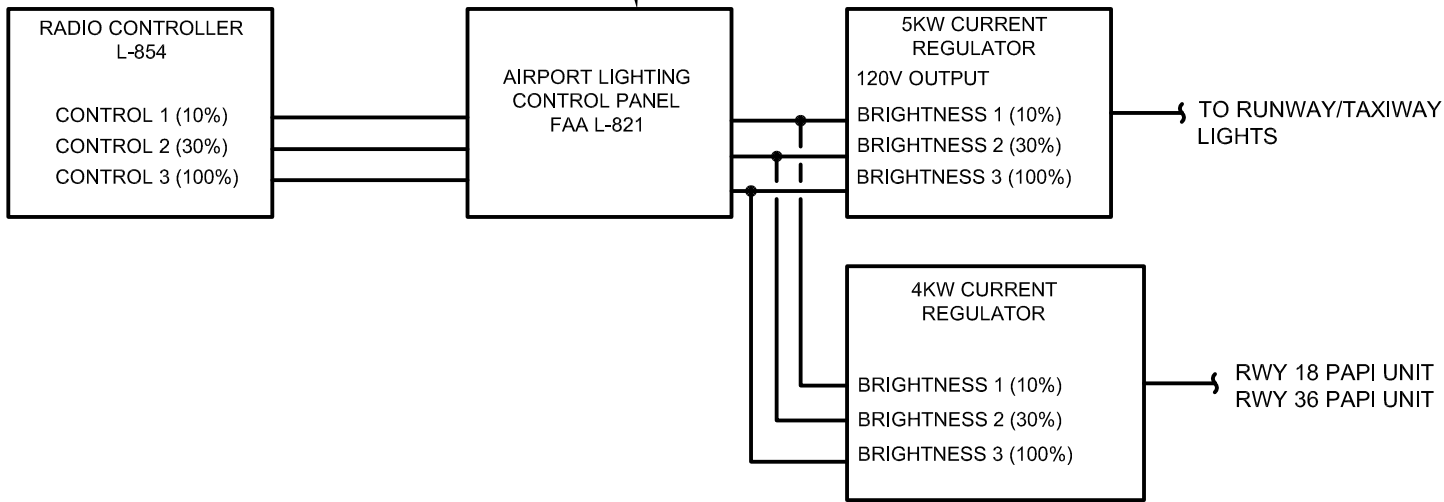 RADIO CONTROLLER
L-854
CONTROL 1 (10%)
CONTROL 2 (30%)
CONTROL 3 (100%)
AIRPORT LIGHTING
CONTROL PANEL
FAA L-821
5KW CURRENT
REGULATOR
120V OUTPUT
BRIGHTNESS 1 (10%)
BRIGHTNESS 2 (30%)
BRIGHTNESS 3 (100%)
TO RUNWAY/TAXIWAY
LIGHTS
4KW CURRENT
REGULATOR
BRIGHTNESS 1 (10%)
BRIGHTNESS 2 (30%)
BRIGHTNESS 3 (100%)
RWY 18 PAPI UNIT
RWY 36 PAPI UNIT